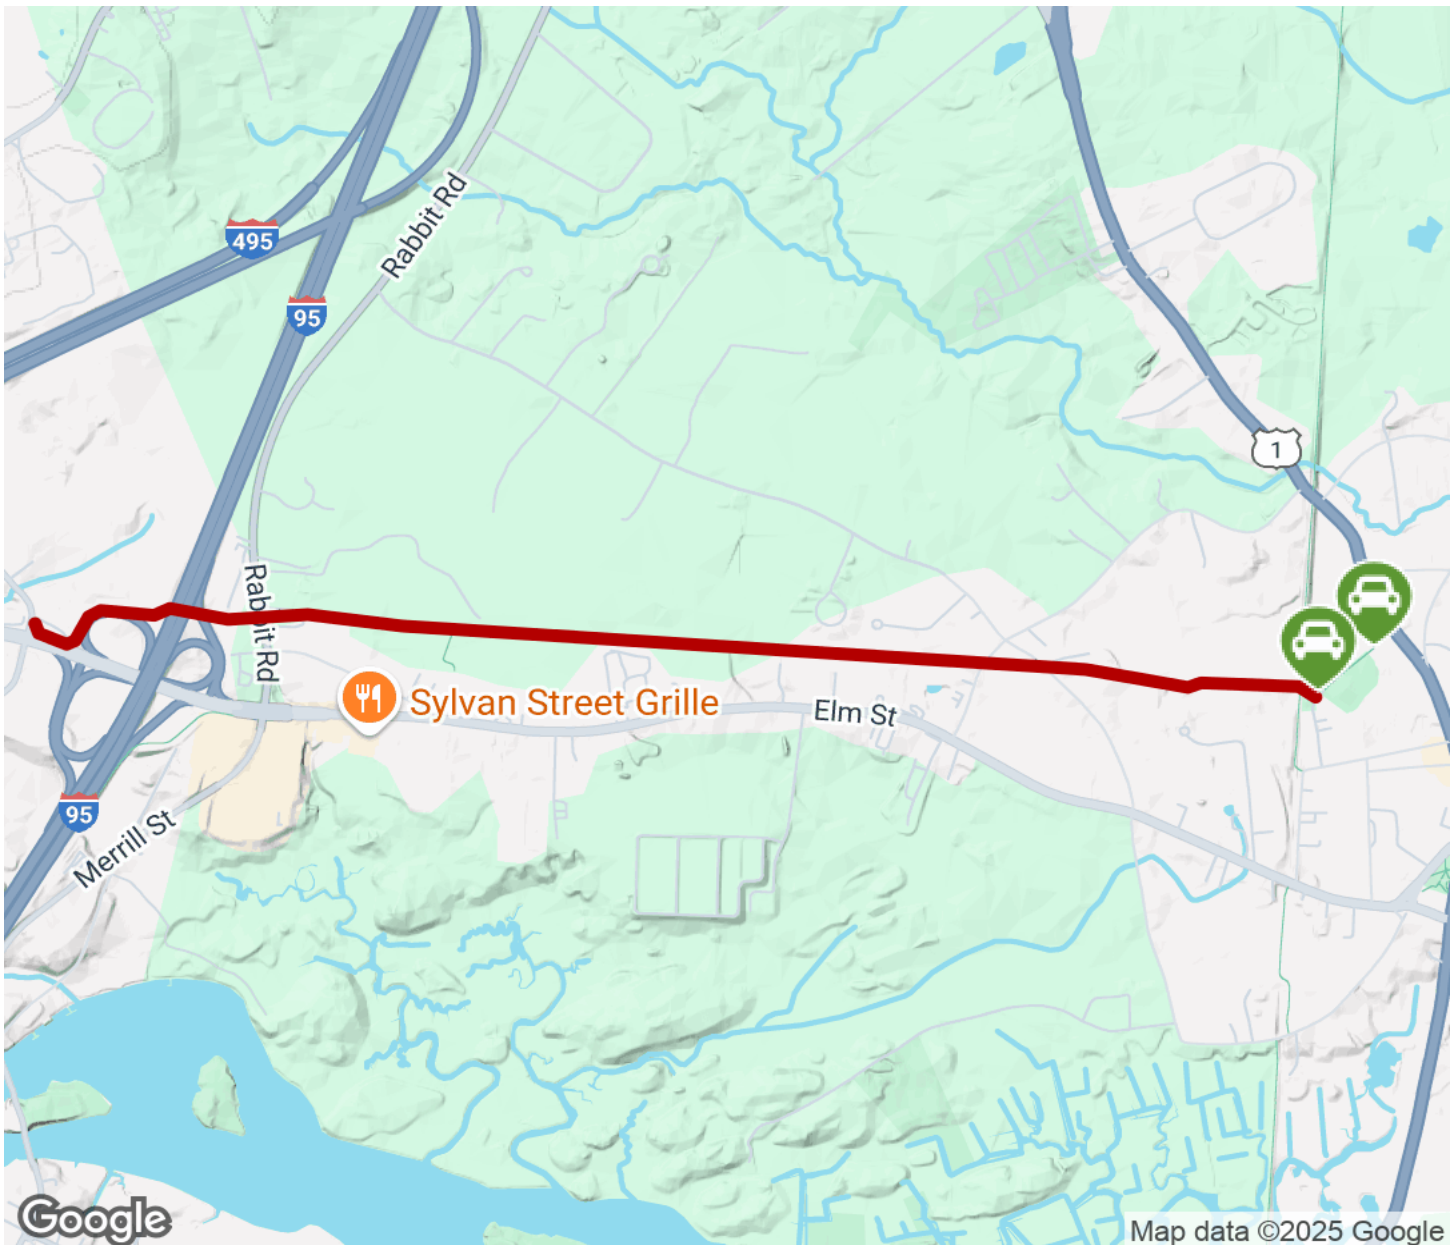 495
Rabbit Rd
95
1
Rabbit Rd
Sylvan Street Grille
Elm St
95
Merrill St
Google
Map data ©2025 Google